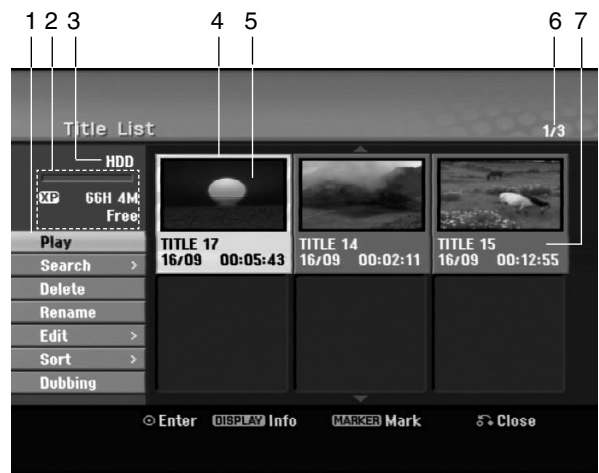 1 2 3 4 5 6 7
Title List
1/3
HDD
XP 66H 4M
Free
Play
Search >
Delete
Rename
Edit >
Sort >
Dubbing
TITLE 17
16/09 00:05:43
TITLE 14
16/09 00:02:11
TITLE 15
16/09 00:12:55
Enter DISPLAY Info MARKER Mark Close